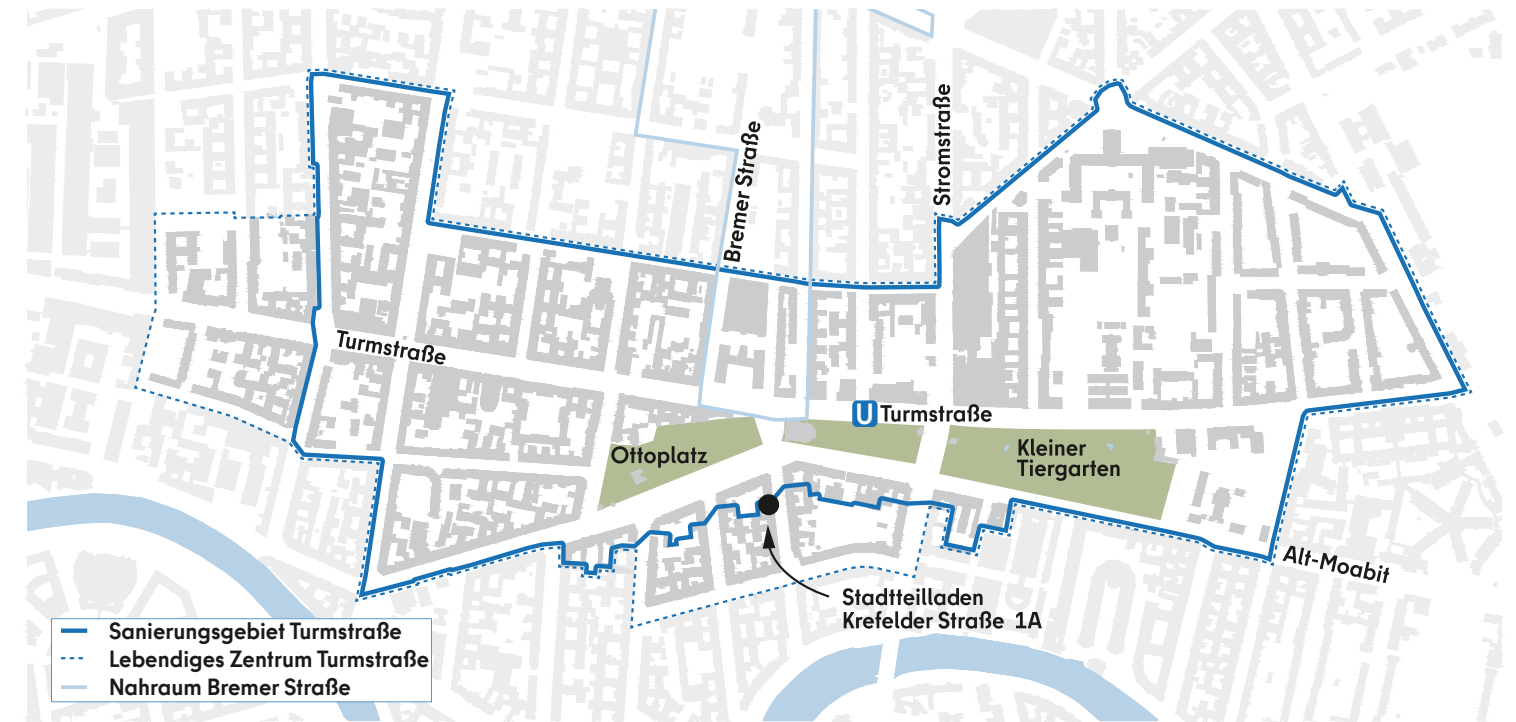 Stromstraße
Bremer Straße
Turmstraße
U Turmstraße
Ottoplatz
Kleiner
Tiergarten
Alt-Moabit
Stadtteilladen
Krefelder Straße 1A
Sanierungsgebiet Turmstraße
Lebendiges Zentrum Turmstraße
Nahraum Bremer Straße